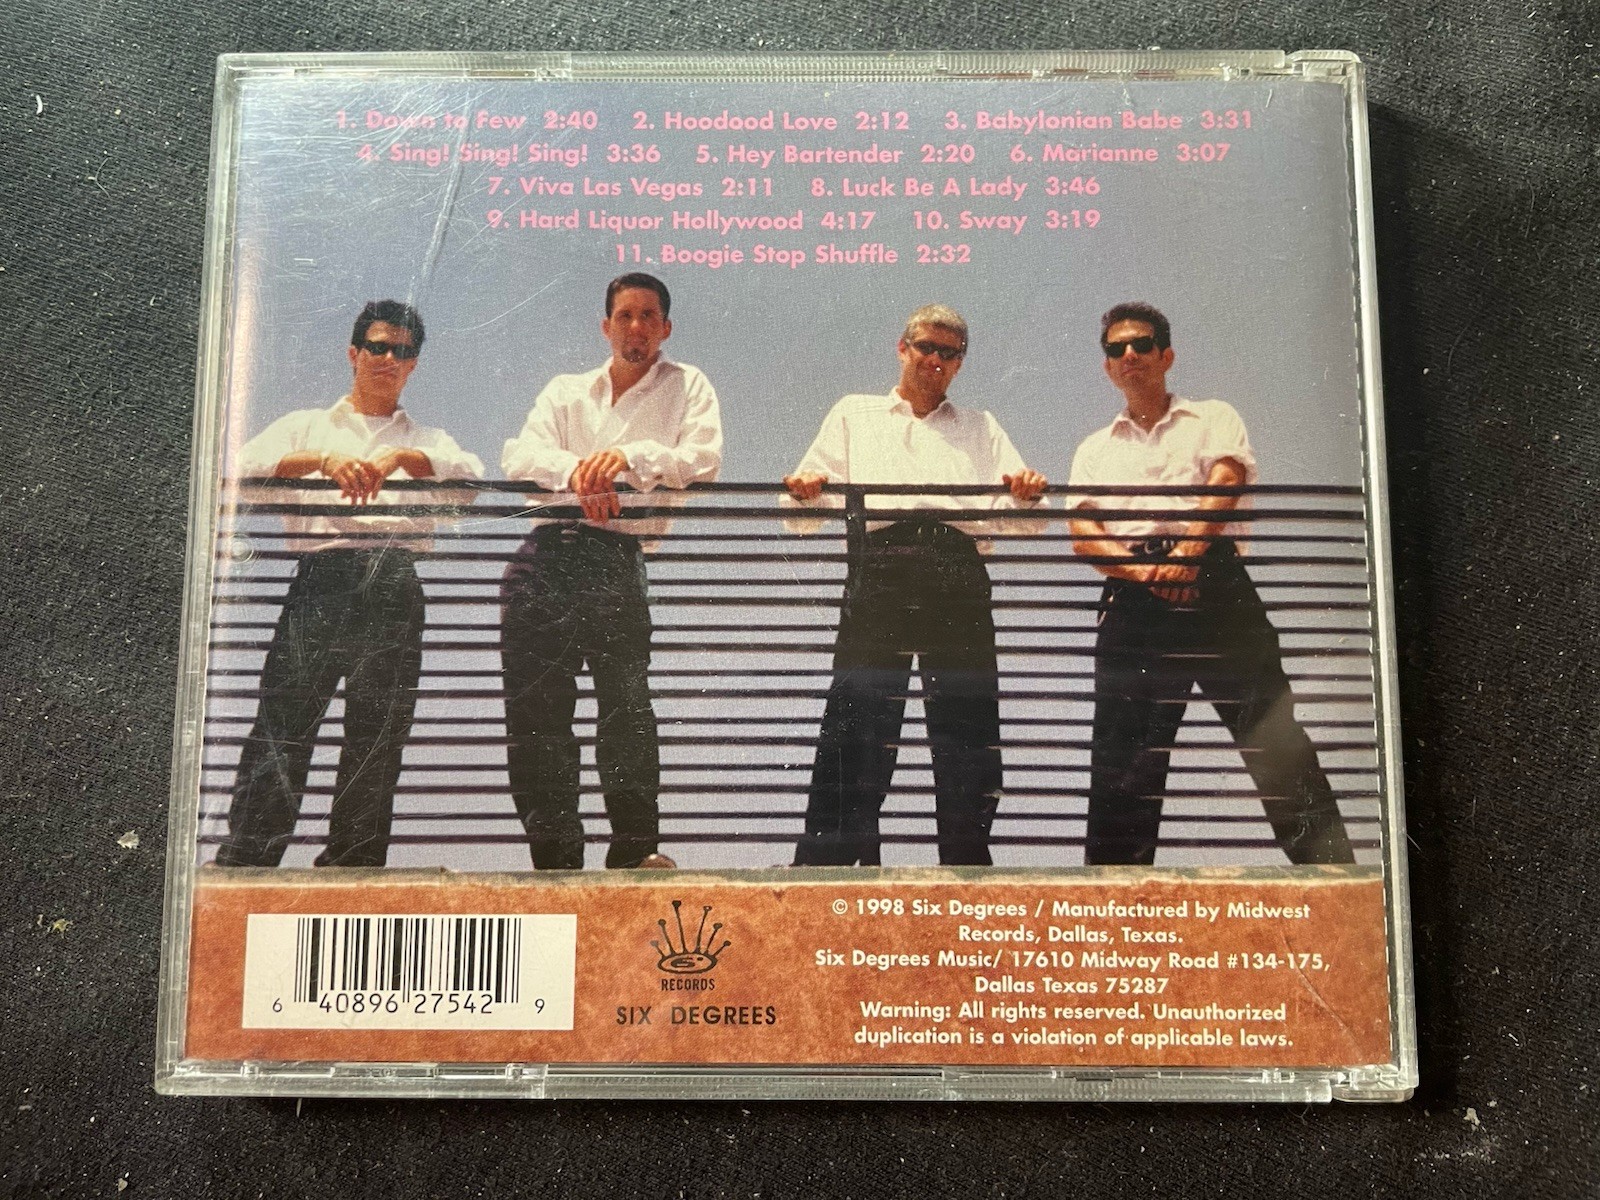 1. Down to Few 2:40 2. Hoodood Love 2:12 3. Babylonian Babe 3:31
4. Sing! Sing! Sing! 3:36 5. Hey Bartender 2:20 6. Marianne 3:07
7. Viva Las Vegas 2:11 8. Luck Be A Lady 3:46
9. Hard Liquor Hollywood 4:17 10. Sway 3:19
11. Boogie Stop Shuffle 2:32
6 40896 27542 9
6°
RECORDS
SIX DEGREES
© 1998 Six Degrees / Manufactured by Midwest
Records, Dallas, Texas.
Six Degrees Music/ 17610 Midway Road #134-175,
Dallas Texas 75287
Warning: All rights reserved. Unauthorized
duplication is a violation of applicable laws.